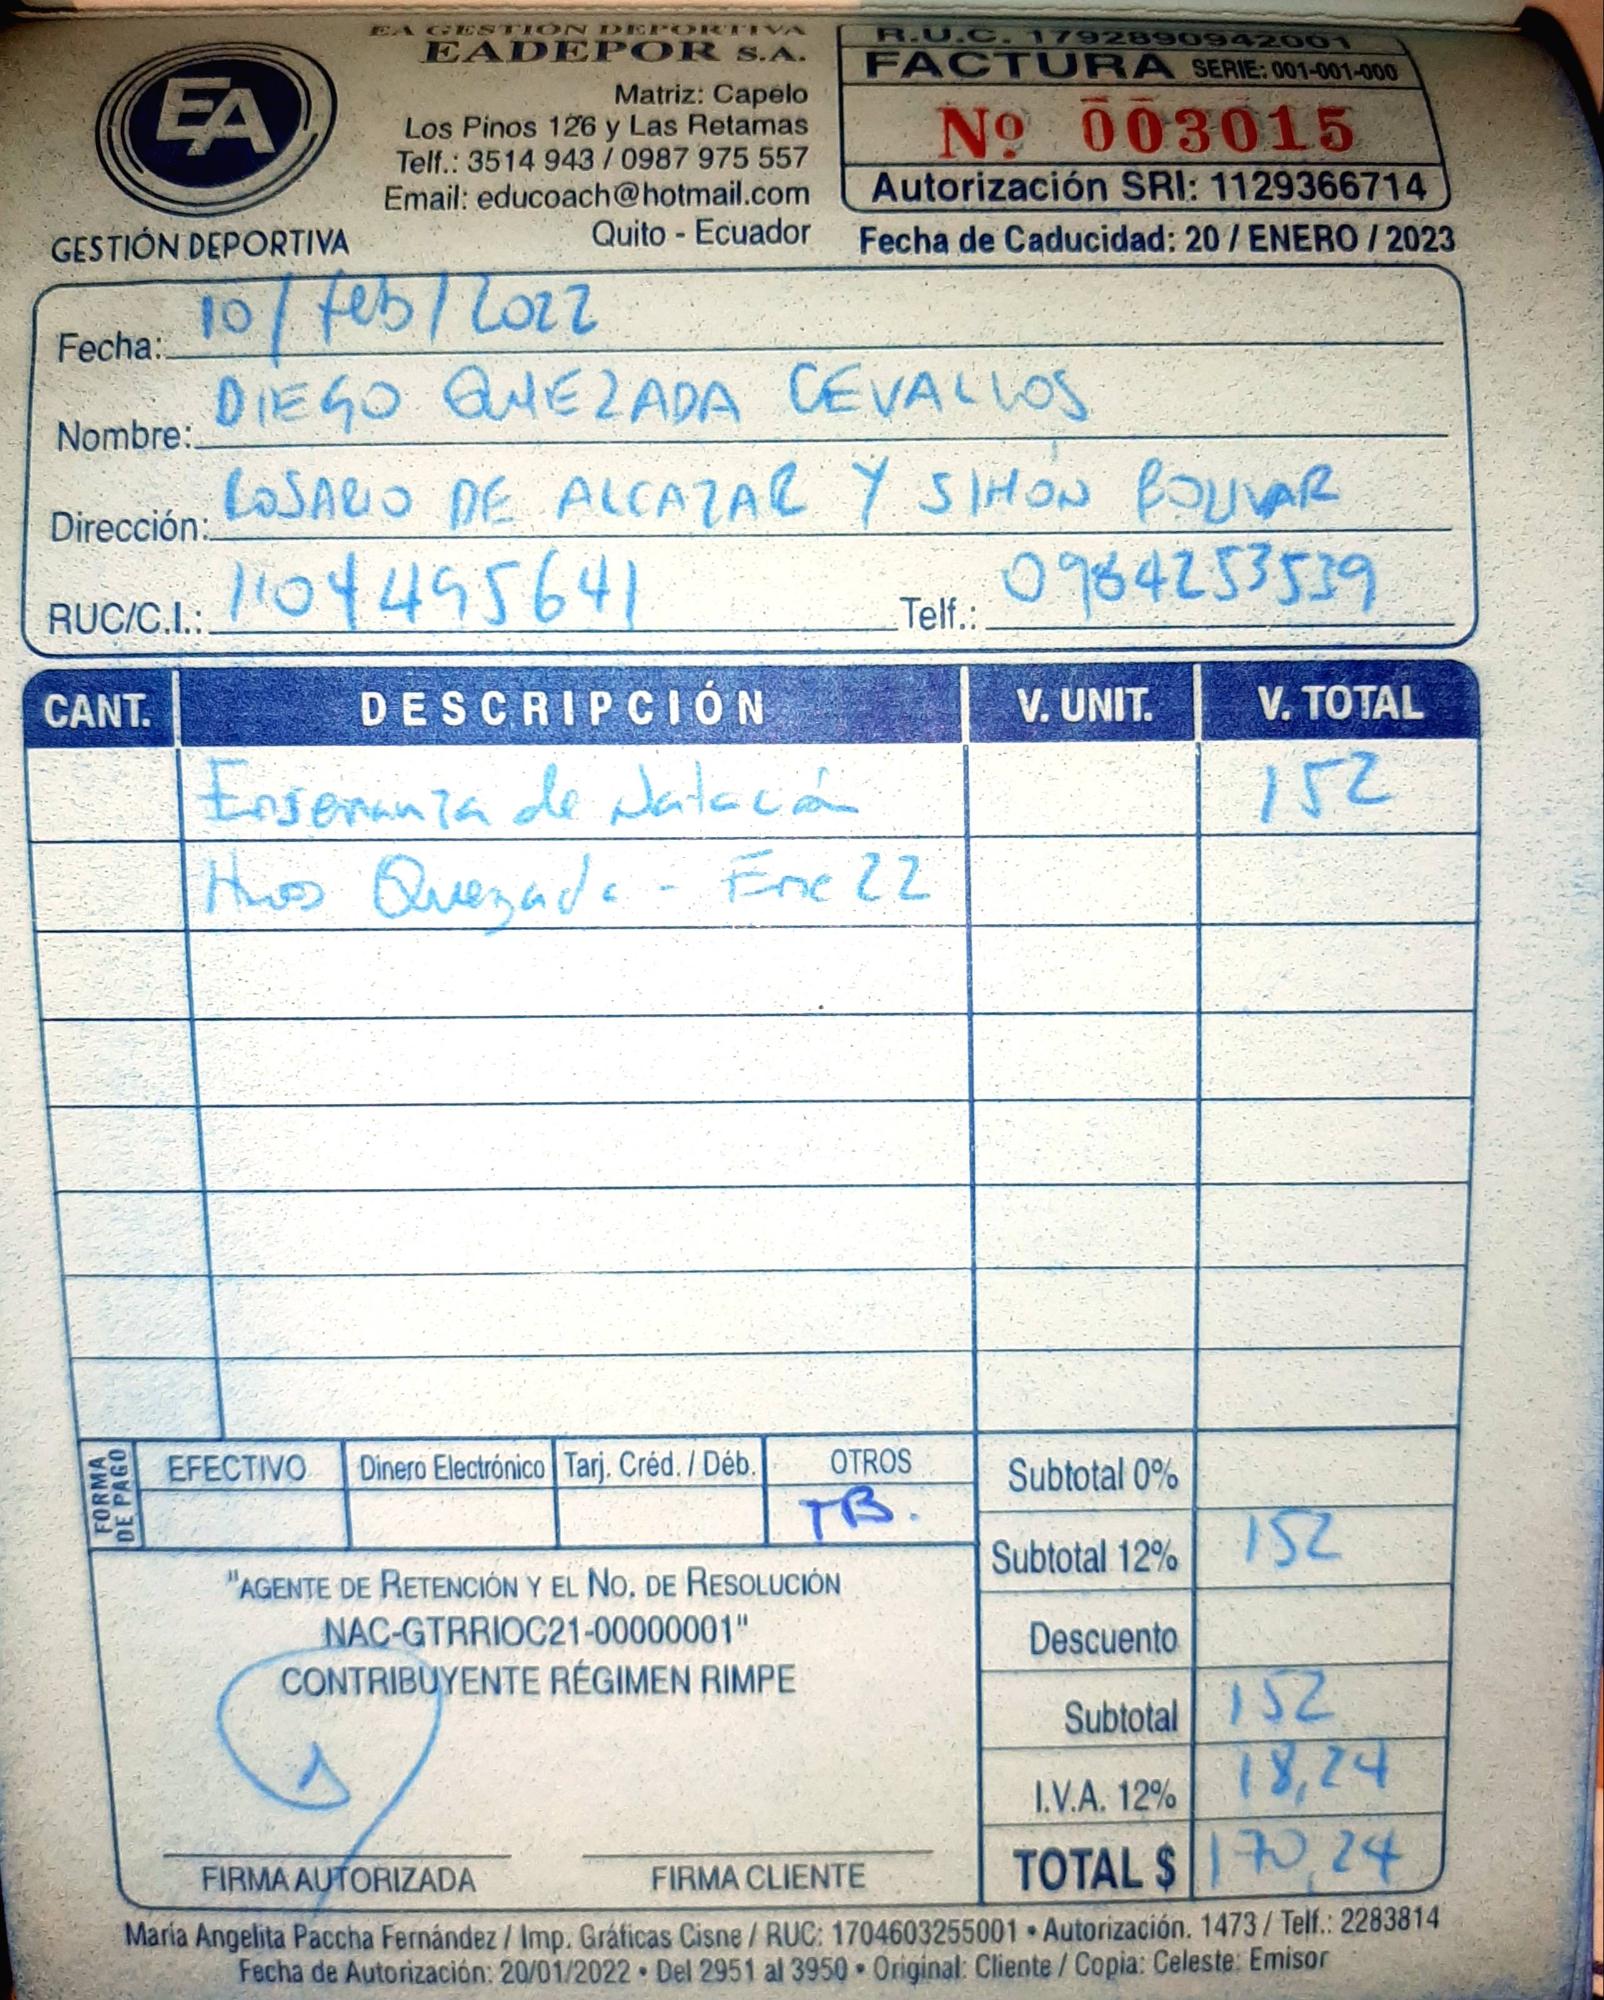 EA GESTIÓN DEPORTIVA
EADEPOR S.A.
EA
GESTIÓN DEPORTIVA
Matriz: Capelo
Los Pinos 126 y Las Retamas
Telf.: 3514 943 / 0987 975 557
Email: educoach@hotmail.com
Quito - Ecuador
R.U.C. 1792890942001
FACTURA SERIE: 001-001-000
Nº 003015
Autorización SRI: 1129366714
Fecha de Caducidad: 20 / ENERO / 2023
Fecha: 10/feb/2022
Nombre: DIEGO QUEZADA CEVALLOS
Dirección: ROSARIO DE ALCAZAR Y SIMÓN BOLIVAR
RUC/C.I.: 1104495641 Telf.: 0984253539
CANT. DESCRIPCIÓN V. UNIT. V. TOTAL
Enseñanza de Natación 152
Hnos Quezada - Ene 22
FORMA DE PAGO
EFECTIVO Dinero Electrónico Tarj. Créd. / Déb. OTROS
TB.
Subtotal 0%
Subtotal 12% 152
Descuento
Subtotal 152
I.V.A. 12% 18,24
TOTAL $ 170,24
"AGENTE DE RETENCIÓN Y EL NO. DE RESOLUCIÓN
NAC-GTRRIOC21-00000001"
CONTRIBUYENTE RÉGIMEN RIMPE
FIRMA AUTORIZADA FIRMA CLIENTE
María Angelita Paccha Fernández / Imp. Gráficas Cisne / RUC: 1704603255001 • Autorización. 1473 / Telf.: 2283814
Fecha de Autorización: 20/01/2022 • Del 2951 al 3950 • Original: Cliente / Copia: Celeste: Emisor